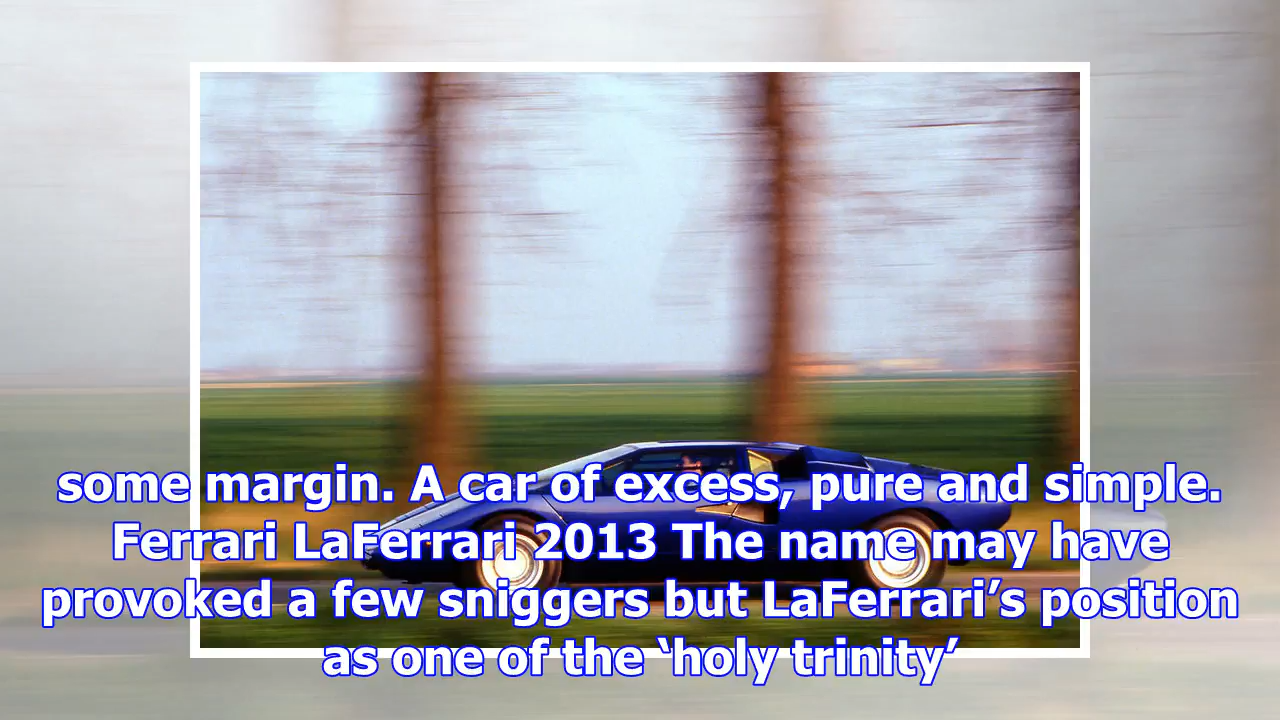 some margin. A car of excess, pure and simple.
Ferrari LaFerrari 2013 The name may have
provoked a few sniggers but LaFerrari’s position
as one of the ‘holy trinity’